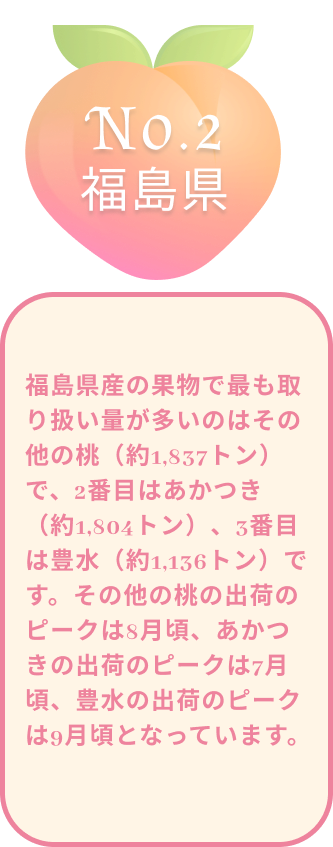 No.2
福島県
福島県産の果物で最も取
り扱い量が多いのはその
他の桃（約1,837トン）
で、2番目はあかつき
（約1,804トン）、3番目
は豊水（約1,136トン）で
す。その他の桃の出荷の
ピークは8月頃、あかつ
きの出荷のピークは7月
頃、豊水の出荷のピーク
は9月頃となっています。